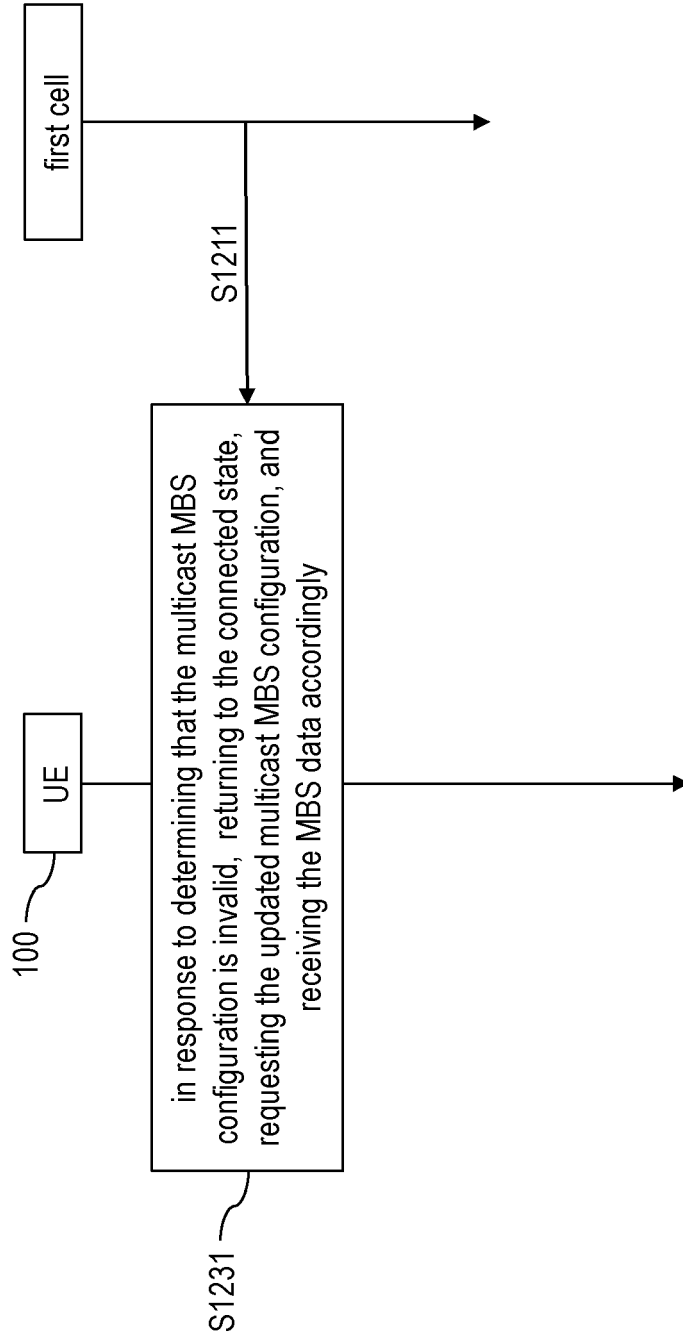 100
UE
first cell
S1211
S1231
in response to determining that the multicast MBS
configuration is invalid, returning to the connected state,
requesting the updated multicast MBS configuration, and
receiving the MBS data accordingly